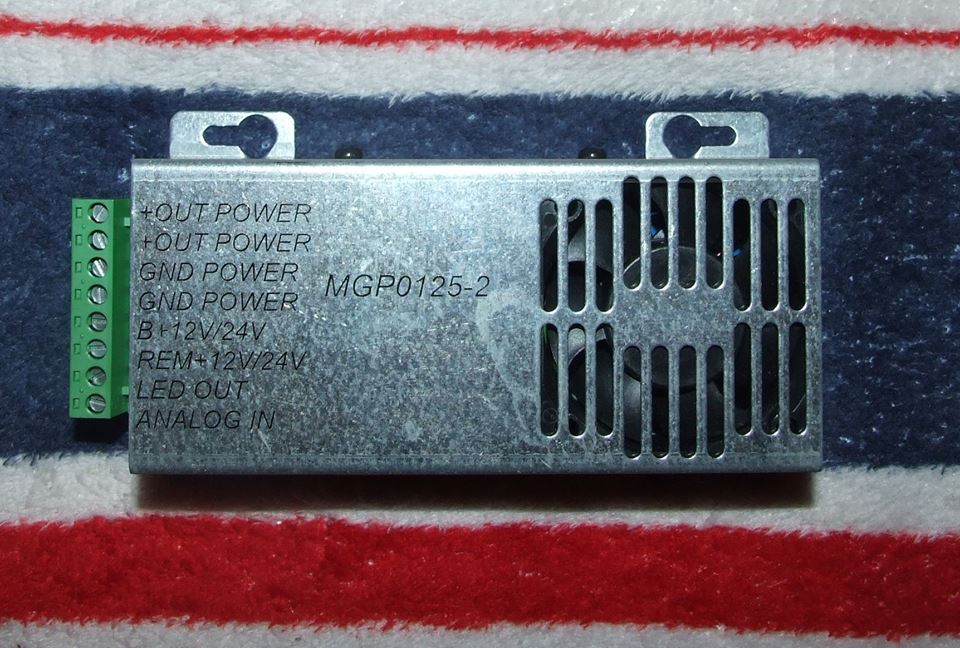 +OUT POWER
+OUT POWER
GND POWER
GND POWER
B+12V/24V
REM+12V/24V
LED OUT
ANALOG IN
MGP0125-2